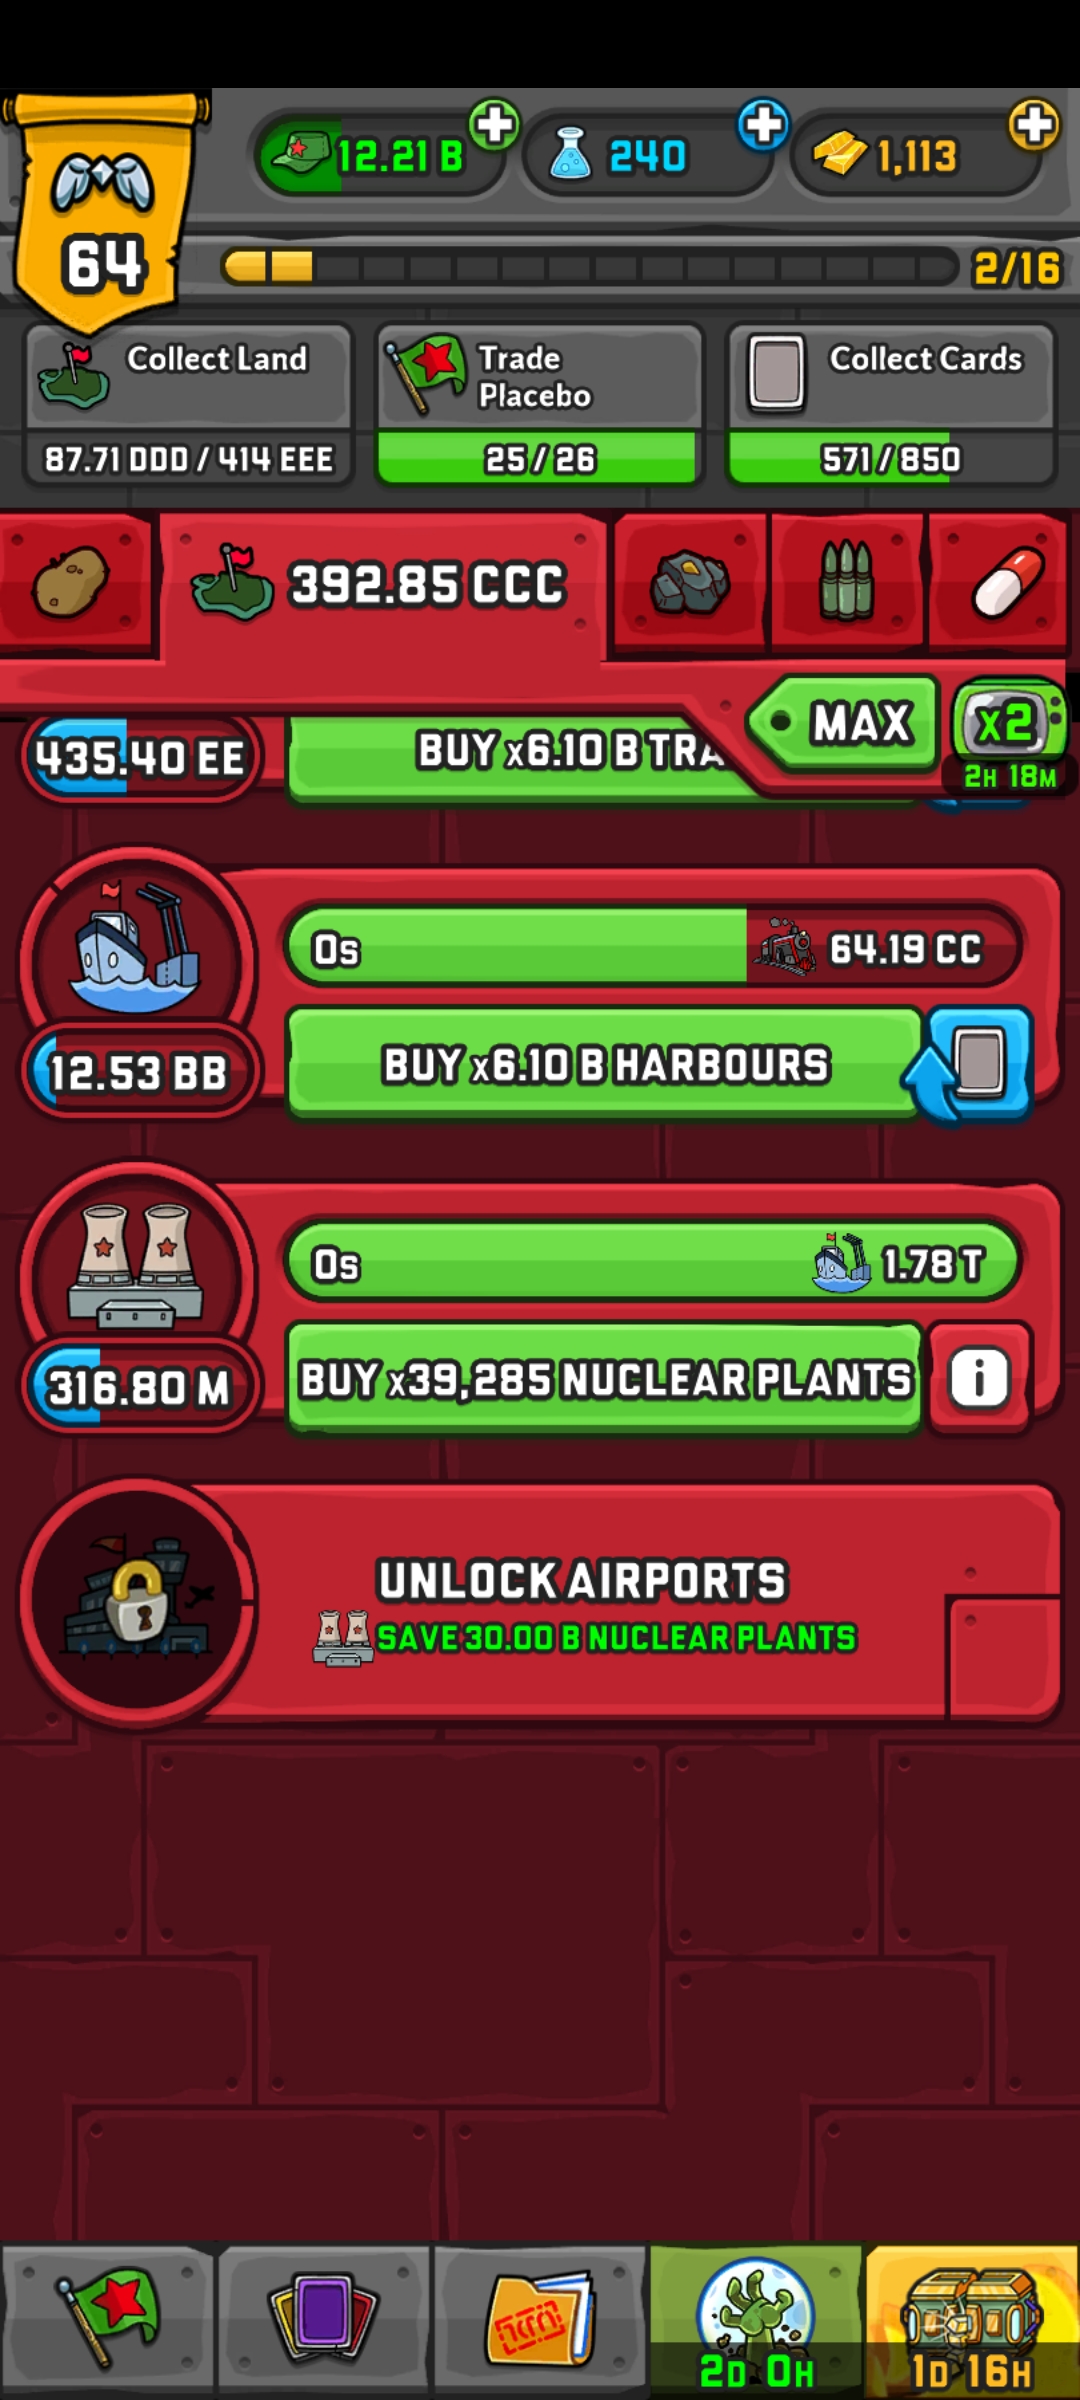 12.21 B
240
1,113
64
2/16
Collect Land
87.71 DDD / 414 EEE
Trade
Placebo
25 / 26
Collect Cards
571 / 850
392.85 CCC
MAX
x2
2H 18M
435.40 EE
BUY x6.10 B TRA
0s
64.19 CC
12.53 BB
BUY x6.10 B HARBOURS
0s
1.78 T
316.80 M
BUY x39,285 NUCLEAR PLANTS
i
UNLOCK AIRPORTS
SAVE 30.00 B NUCLEAR PLANTS
2D 0H
1D 16H